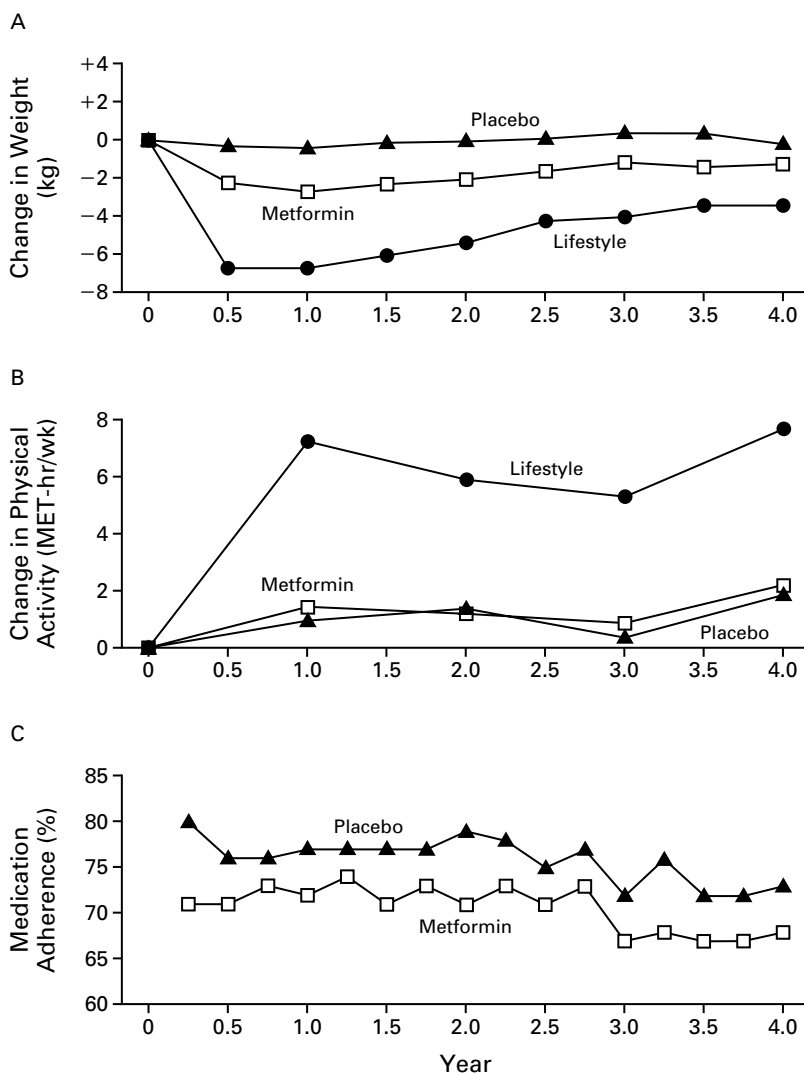 A
Change in Weight
(kg)
+4
+2
0
−2
−4
−6
−8
Placebo
Metformin
Lifestyle
0 0.5 1.0 1.5 2.0 2.5 3.0 3.5 4.0
B
Change in Physical
Activity (MET-hr/wk)
8
6
4
2
0
Lifestyle
Metformin
Placebo
0 0.5 1.0 1.5 2.0 2.5 3.0 3.5 4.0
C
Medication
Adherence (%)
85
80
75
70
65
60
Placebo
Metformin
0 0.5 1.0 1.5 2.0 2.5 3.0 3.5 4.0
Year